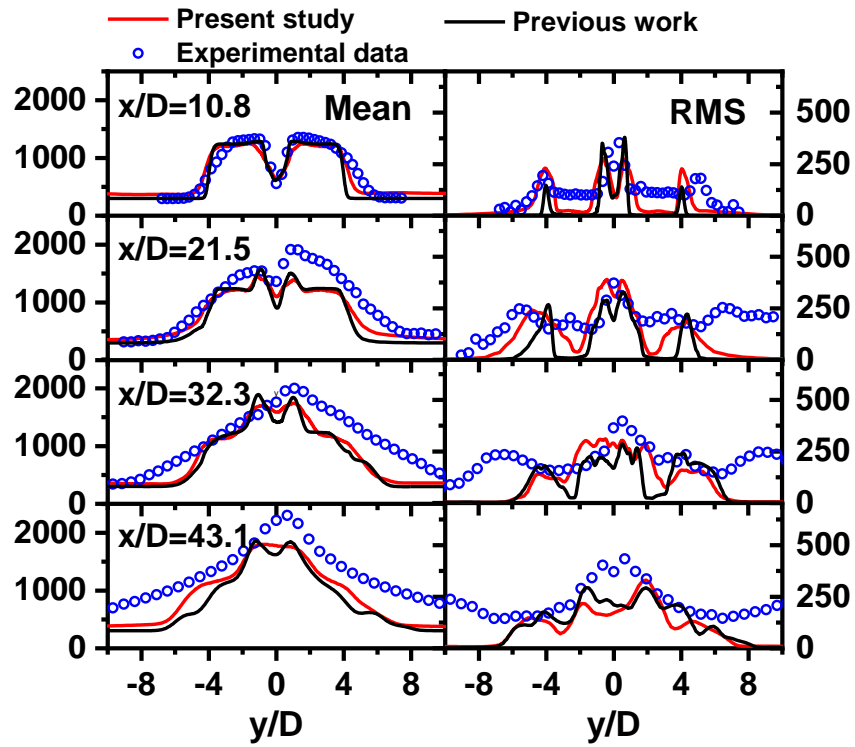 Present study
Previous work
Experimental data
x/D=10.8
Mean
RMS
2000
1000
0
500
250
0
x/D=21.5
2000
1000
0
500
250
0
x/D=32.3
2000
1000
0
500
250
0
x/D=43.1
2000
1000
0
500
250
0
-8 -4 0 4 8
-8 -4 0 4 8
y/D
y/D